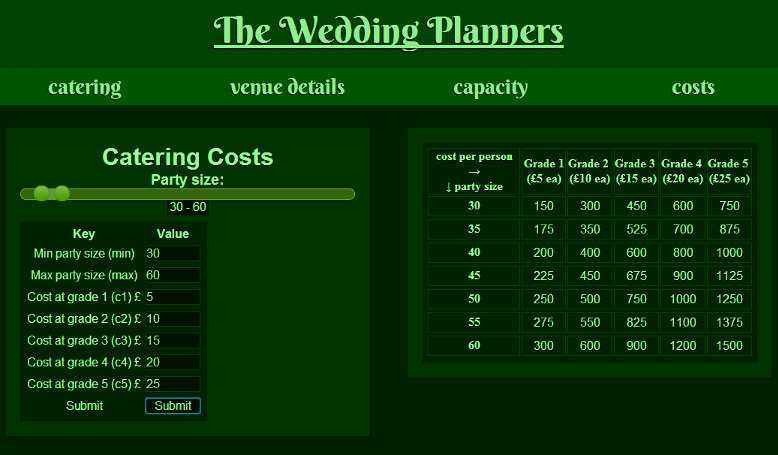 The Wedding Planners
catering venue details capacity costs
Catering Costs
Party size:
30 - 60
Key Value
Min party size (min) 30
Max party size (max) 60
Cost at grade 1 (c1) £ 5
Cost at grade 2 (c2) £ 10
Cost at grade 3 (c3) £ 15
Cost at grade 4 (c4) £ 20
Cost at grade 5 (c5) £ 25
Submit Submit
cost per person
→
↓ party size
Grade 1 Grade 2 Grade 3 Grade 4 Grade 5
(£5 ea) (£10 ea) (£15 ea) (£20 ea) (£25 ea)
30 150 300 450 600 750
35 175 350 525 700 875
40 200 400 600 800 1000
45 225 450 675 900 1125
50 250 500 750 1000 1250
55 275 550 825 1100 1375
60 300 600 900 1200 1500